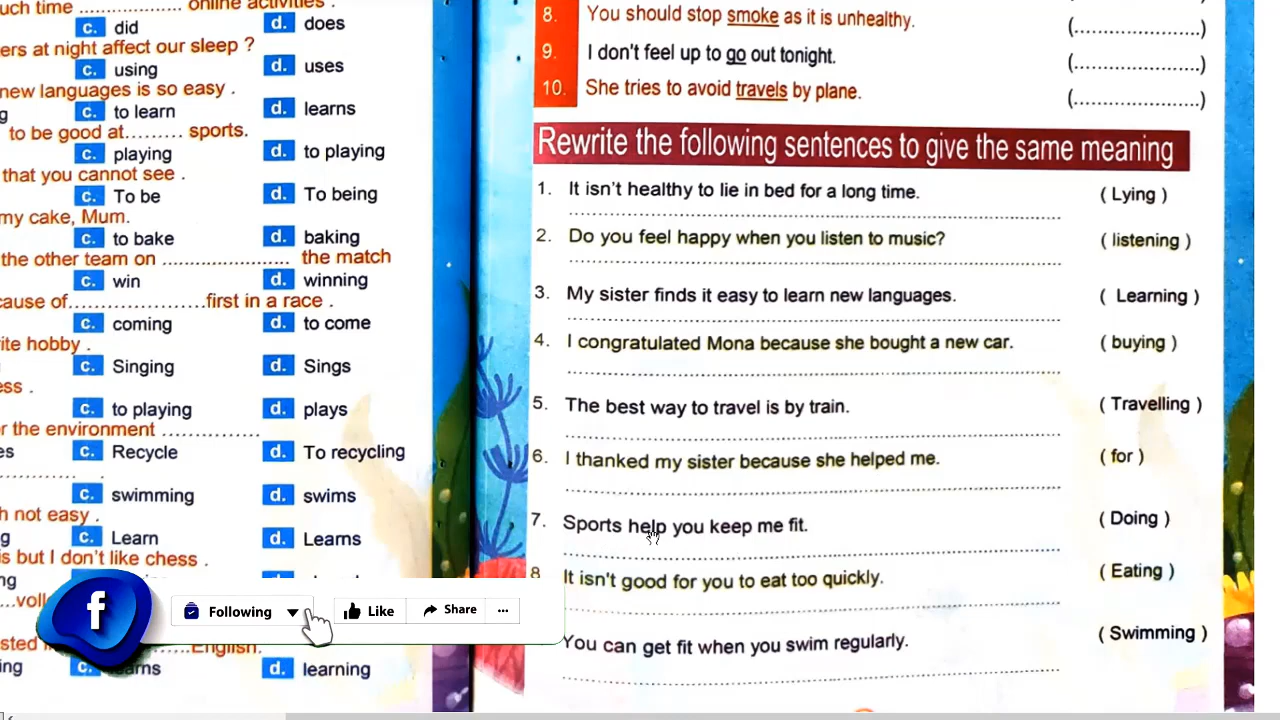 uch time ................. online activities .
c. did d. does
ers at night affect our sleep ?
c. using d. uses
new languages is so easy .
g c. to learn d. learns
to be good at......... sports.
c. playing d. to playing
that you cannot see .
c. To be d. To being
my cake, Mum.
c. to bake d. baking
the other team on ...................... the match
c. win d. winning
cause of....................first in a race .
c. coming d. to come
rite hobby .
c. Singing d. Sings
ess .
c. to playing d. plays
r the environment ...............
es c. Recycle d. To recycling
c. swimming d. swims
h not easy .
g c. Learn d. Learns
is but I don't like chess .
ng
...voll
sted .........English.
ing c. arns d. learning
8. You should stop smoke as it is unhealthy. (......................)
9. I don't feel up to go out tonight. (......................)
10. She tries to avoid travels by plane. (......................)
Rewrite the following sentences to give the same meaning
1. It isn't healthy to lie in bed for a long time. ( Lying )
2. Do you feel happy when you listen to music? ( listening )
3. My sister finds it easy to learn new languages. ( Learning )
4. I congratulated Mona because she bought a new car. ( buying )
5. The best way to travel is by train. ( Travelling )
6. I thanked my sister because she helped me. ( for )
7. Sports help you keep me fit. ( Doing )
8 It isn't good for you to eat too quickly. ( Eating )
You can get fit when you swim regularly. ( Swimming )
f Following Like Share ...